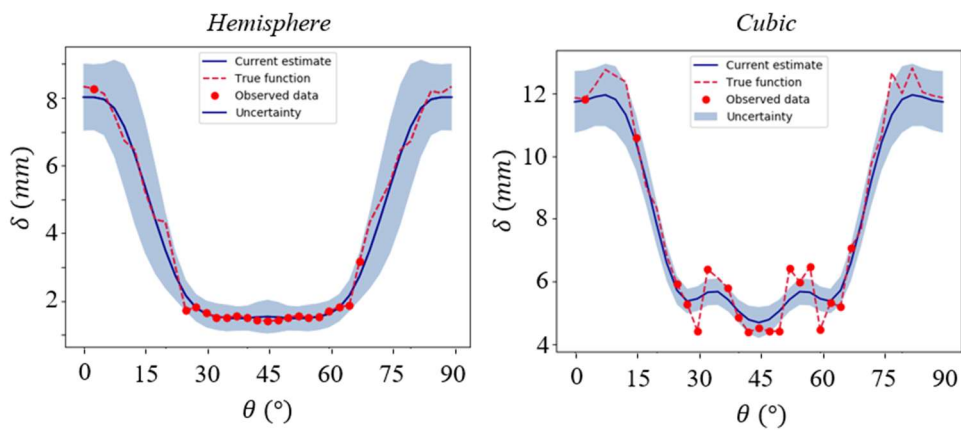 Hemisphere
δ (mm)
8
6
4
2
0
15
30
45
60
75
90
θ (°)
Current estimate
True function
Observed data
Uncertainty
Cubic
δ (mm)
12
10
8
6
4
0
15
30
45
60
75
90
θ (°)
Current estimate
True function
Observed data
Uncertainty